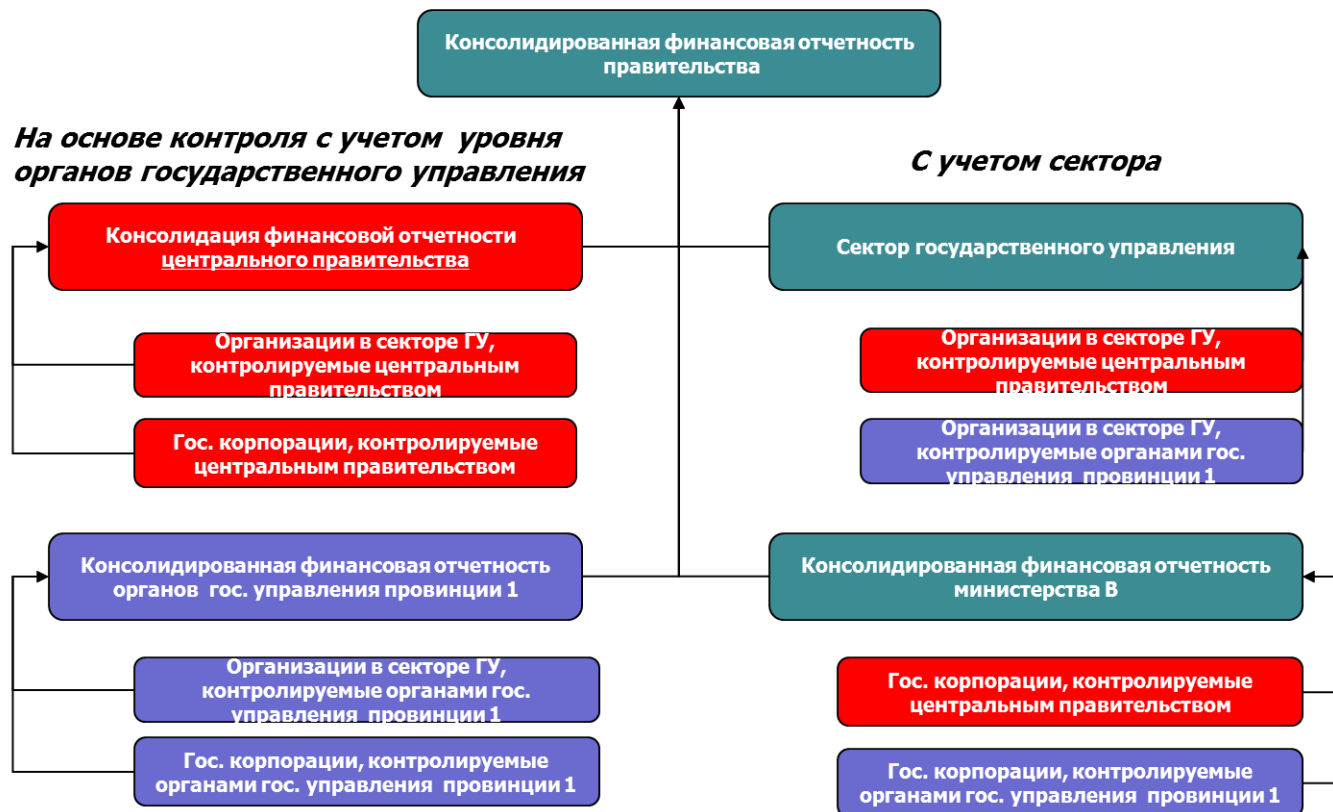 Консолидированная финансовая отчетность
правительства
На основе контроля с учетом уровня
органов государственного управления
С учетом сектора
Консолидация финансовой отчетности
центрального правительства
Организации в секторе ГУ,
контролируемые центральным
правительством
Гос. корпорации, контролируемые
центральным правительством
Консолидированная финансовая отчетность
органов гос. управления провинции 1
Организации в секторе ГУ,
контролируемые органами гос.
управления провинции 1
Гос. корпорации, контролируемые
органами гос. управления провинции 1
Сектор государственного управления
Организации в секторе ГУ,
контролируемые центральным
правительством
Организации в секторе ГУ,
контролируемые органами гос.
управления провинции 1
Консолидированная финансовая отчетность
министерства В
Гос. корпорации, контролируемые
центральным правительством
Гос. корпорации, контролируемые
органами гос. управления провинции 1